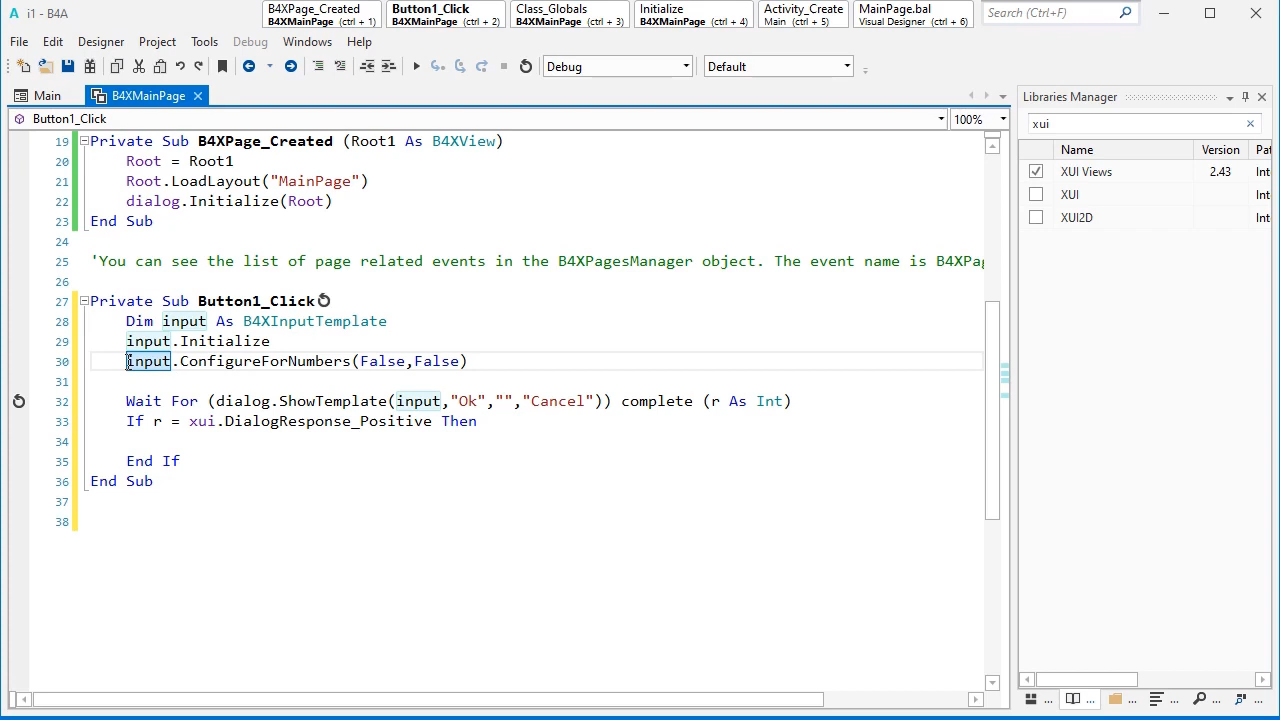 i1 - B4A
B4XPage_Created
B4XMainPage (ctrl + 1)
Button1_Click
B4XMainPage (ctrl + 2)
Class_Globals
B4XMainPage (ctrl + 3)
Initialize
B4XMainPage (ctrl + 4)
Activity_Create
Main (ctrl + 5)
MainPage.bal
Visual Designer (ctrl + 6)
Search (Ctrl+F)
File Edit Designer Project Tools Debug Windows Help
Debug Default
Main B4XMainPage
Button1_Click 100%
19 Private Sub B4XPage_Created (Root1 As B4XView)
20 Root = Root1
21 Root.LoadLayout("MainPage")
22 dialog.Initialize(Root)
23 End Sub
24
25 'You can see the list of page related events in the B4XPagesManager object. The event name is B4XPag
26
27 Private Sub Button1_Click
28 Dim input As B4XInputTemplate
29 input.Initialize
30 input.ConfigureForNumbers(False,False)
31
32 Wait For (dialog.ShowTemplate(input,"Ok","","Cancel")) complete (r As Int)
33 If r = xui.DialogResponse_Positive Then
34
35 End If
36 End Sub
37
38
Libraries Manager
xui
Name Version Pat
XUI Views 2.43 Int
XUI Int
XUI2D Int
... ... ... ... ... ...